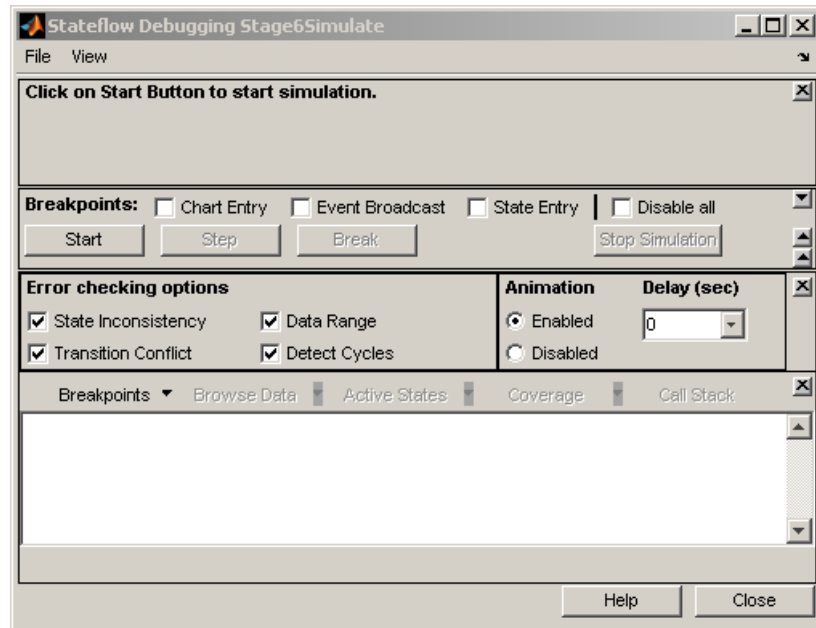 Stateflow Debugging Stage6Simulate
File View
Click on Start Button to start simulation.
Breakpoints: Chart Entry Event Broadcast State Entry Disable all
Start Step Break Stop Simulation
Error checking options Animation Delay (sec)
State Inconsistency Data Range Enabled 0
Transition Conflict Detect Cycles Disabled
Breakpoints Browse Data Active States Coverage Call Stack
Help Close